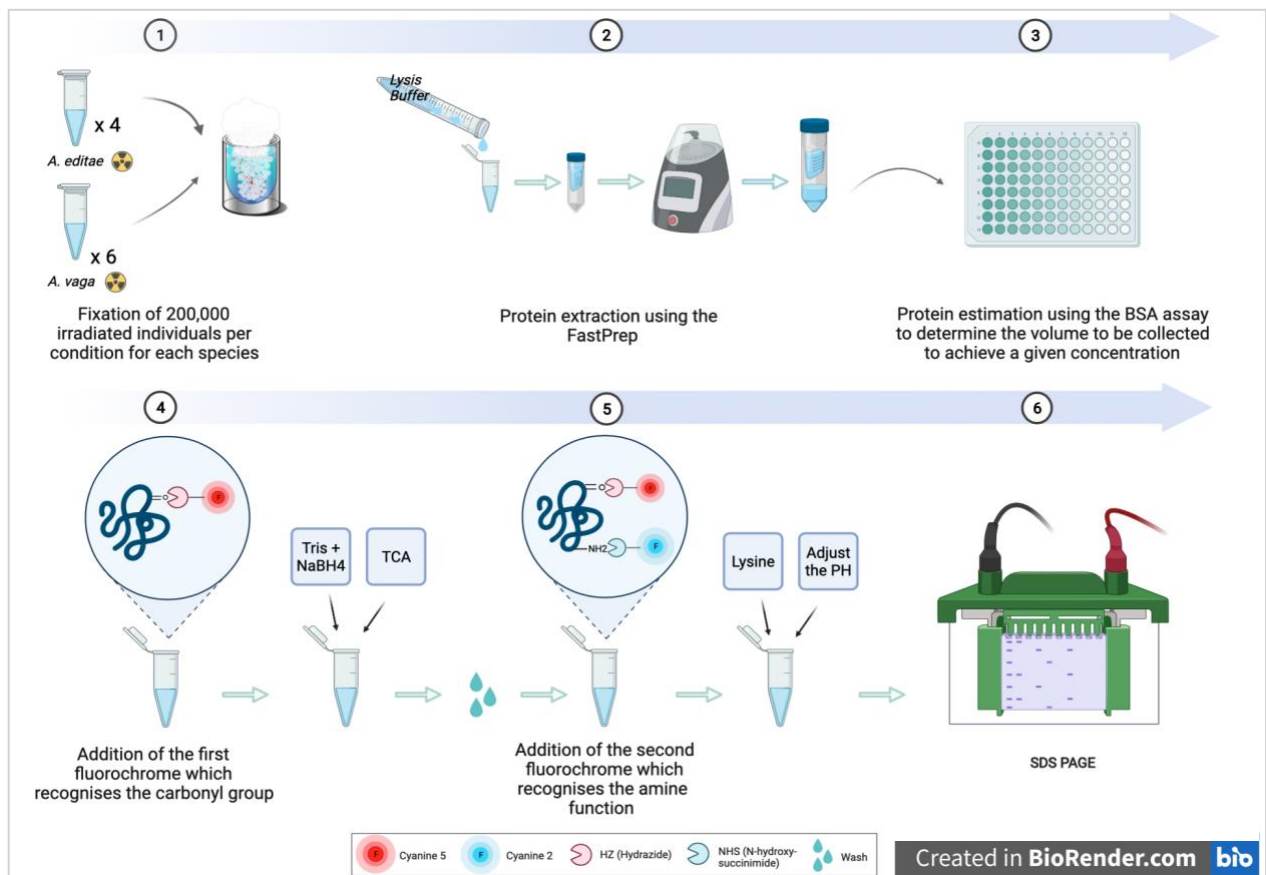 1
2
3
x 4
A. editae
x 6
A. vaga
Fixation of 200,000
irradiated individuals per
condition for each species
Lysis
Buffer
Protein extraction using the
FastPrep
Protein estimation using the BSA assay
to determine the volume to be collected
to achieve a given concentration
4
5
6
O
F
Addition of the first
fluorochrome which
recognises the carbonyl group
Tris +
NaBH4
TCA
O
F
NH2
F
Addition of the second
fluorochrome which
recognises the amine
function
Lysine
Adjust
the PH
SDS PAGE
F Cyanine 5
F Cyanine 2
HZ (Hydrazide)
NHS (N-hydroxy-
succinimide)
Wash
Created in BioRender.com bio